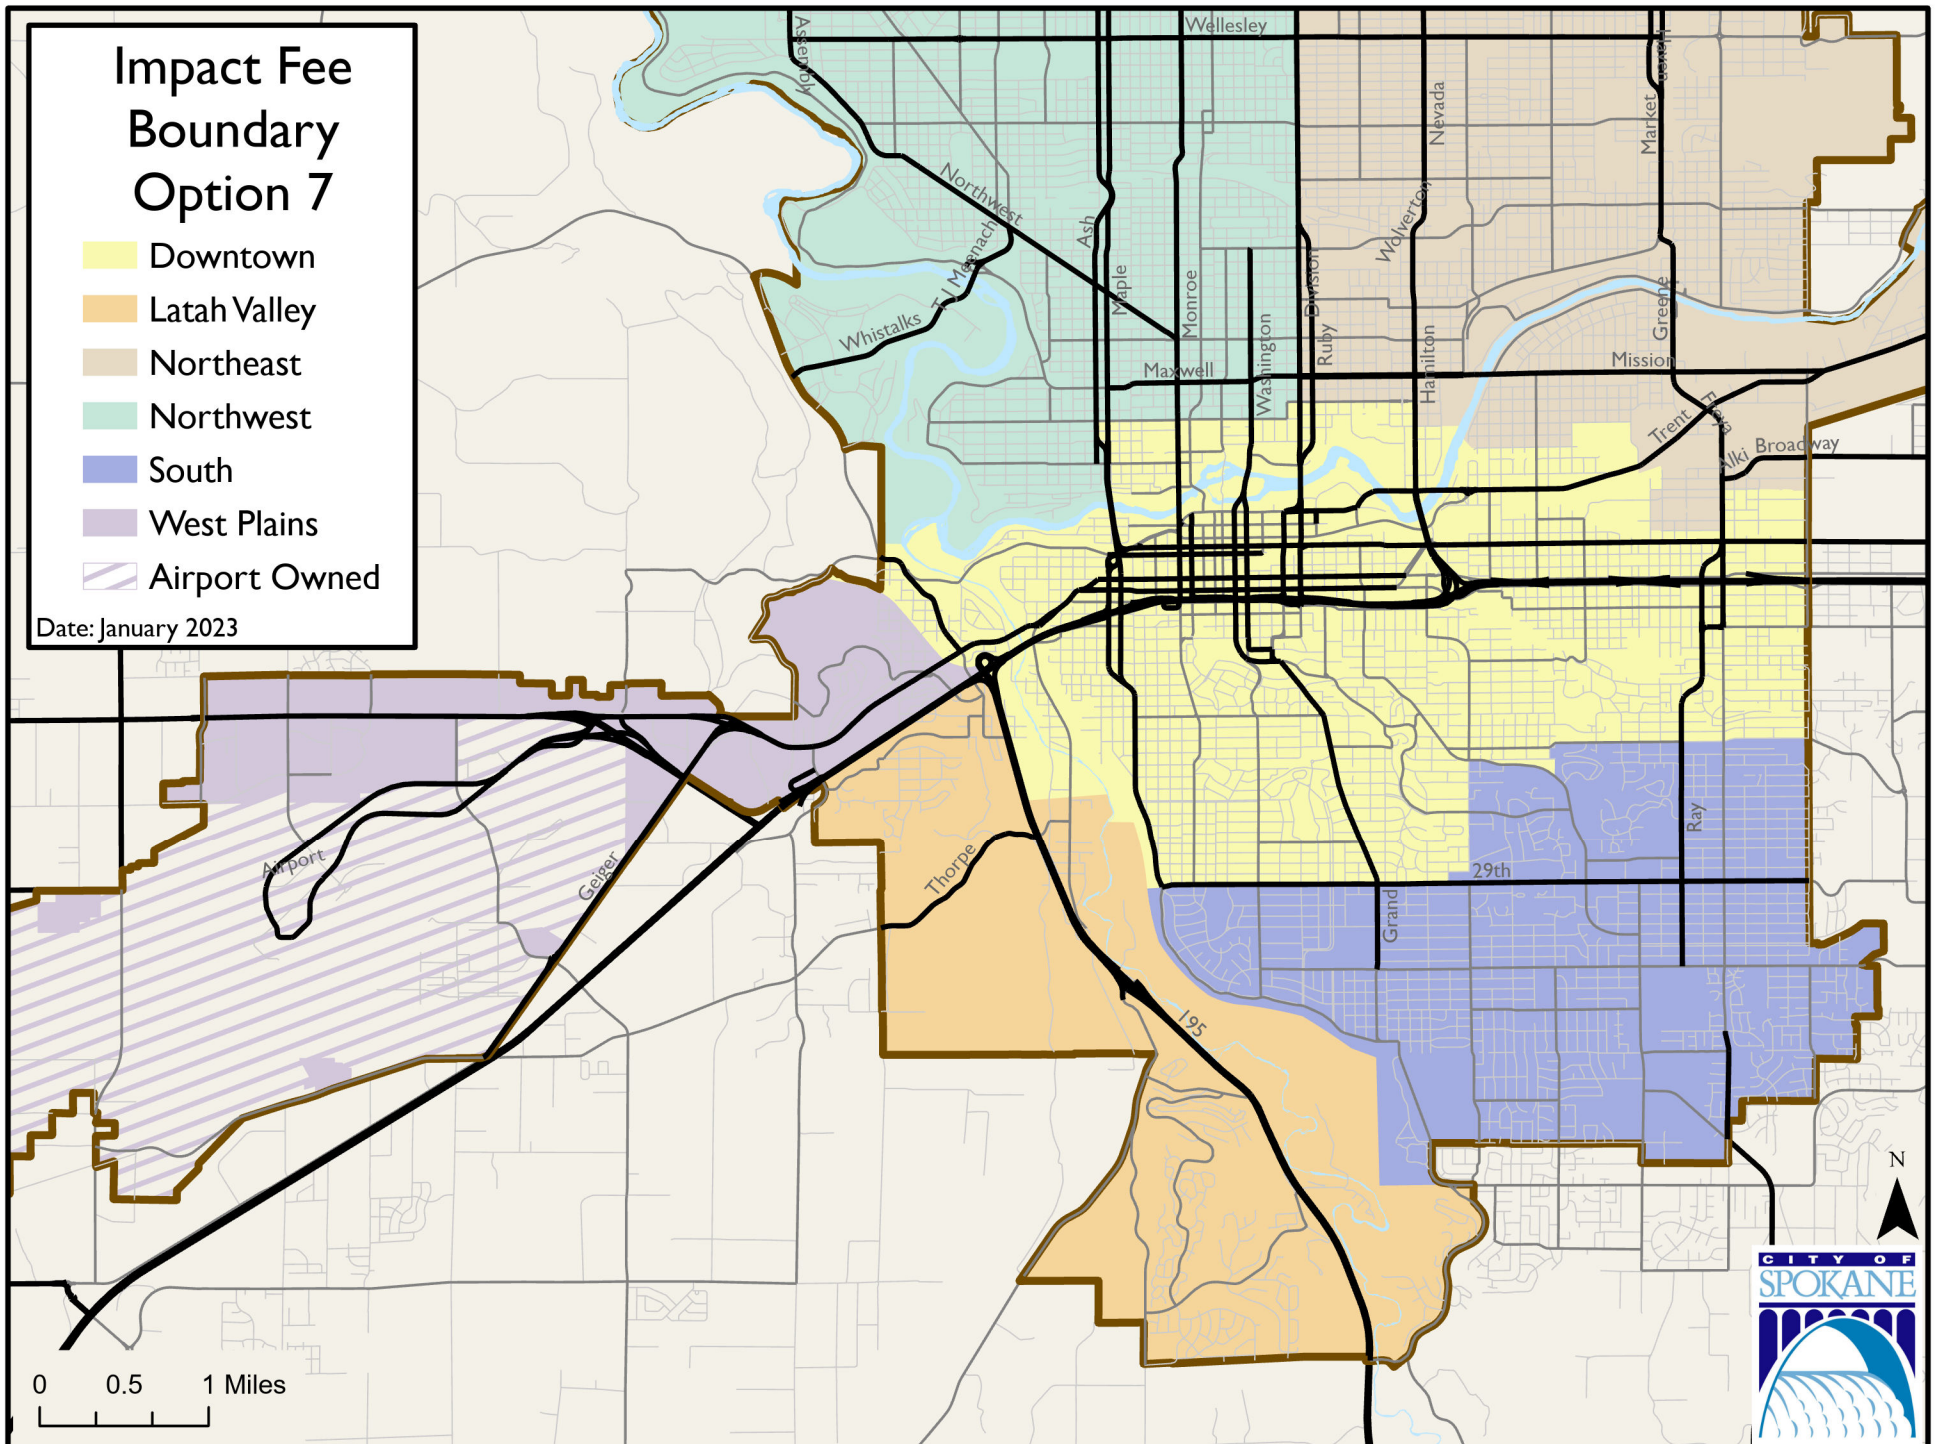 Impact Fee
Boundary
Option 7
Downtown
Latah Valley
Northeast
Northwest
South
West Plains
Airport Owned
Date: January 2023
Assembly
Wellesley
Nevada
Market
Haven
Northwest
T J Meenach
Whistalks
Ash
Maple
Monroe
Maxwell
Washington
Division
Ruby
Wolverton
Hamilton
Greene
Mission
Trent
Freya
Alki
Broadway
Airport
Geiger
Thorpe
195
29th
Grand
Ray
N
0 0.5 1 Miles
CITY OF
SPOKANE